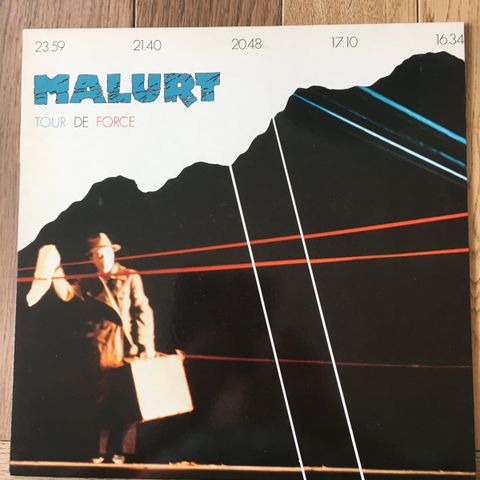 23.59 21.40 20.48 17.10 16.34
MALURT
TOUR DE FORCE